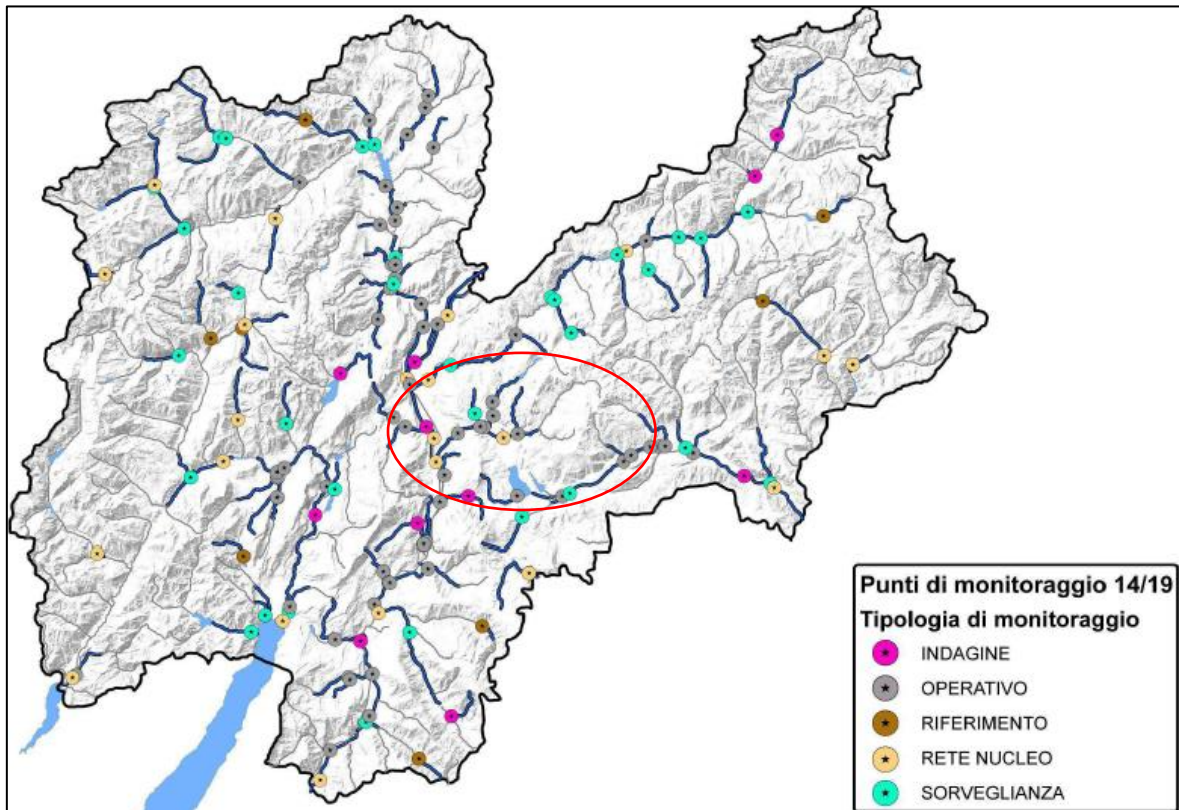 Punti di monitoraggio 14/19
Tipologia di monitoraggio
INDAGINE
OPERATIVO
RIFERIMENTO
RETE NUCLEO
SORVEGLIANZA